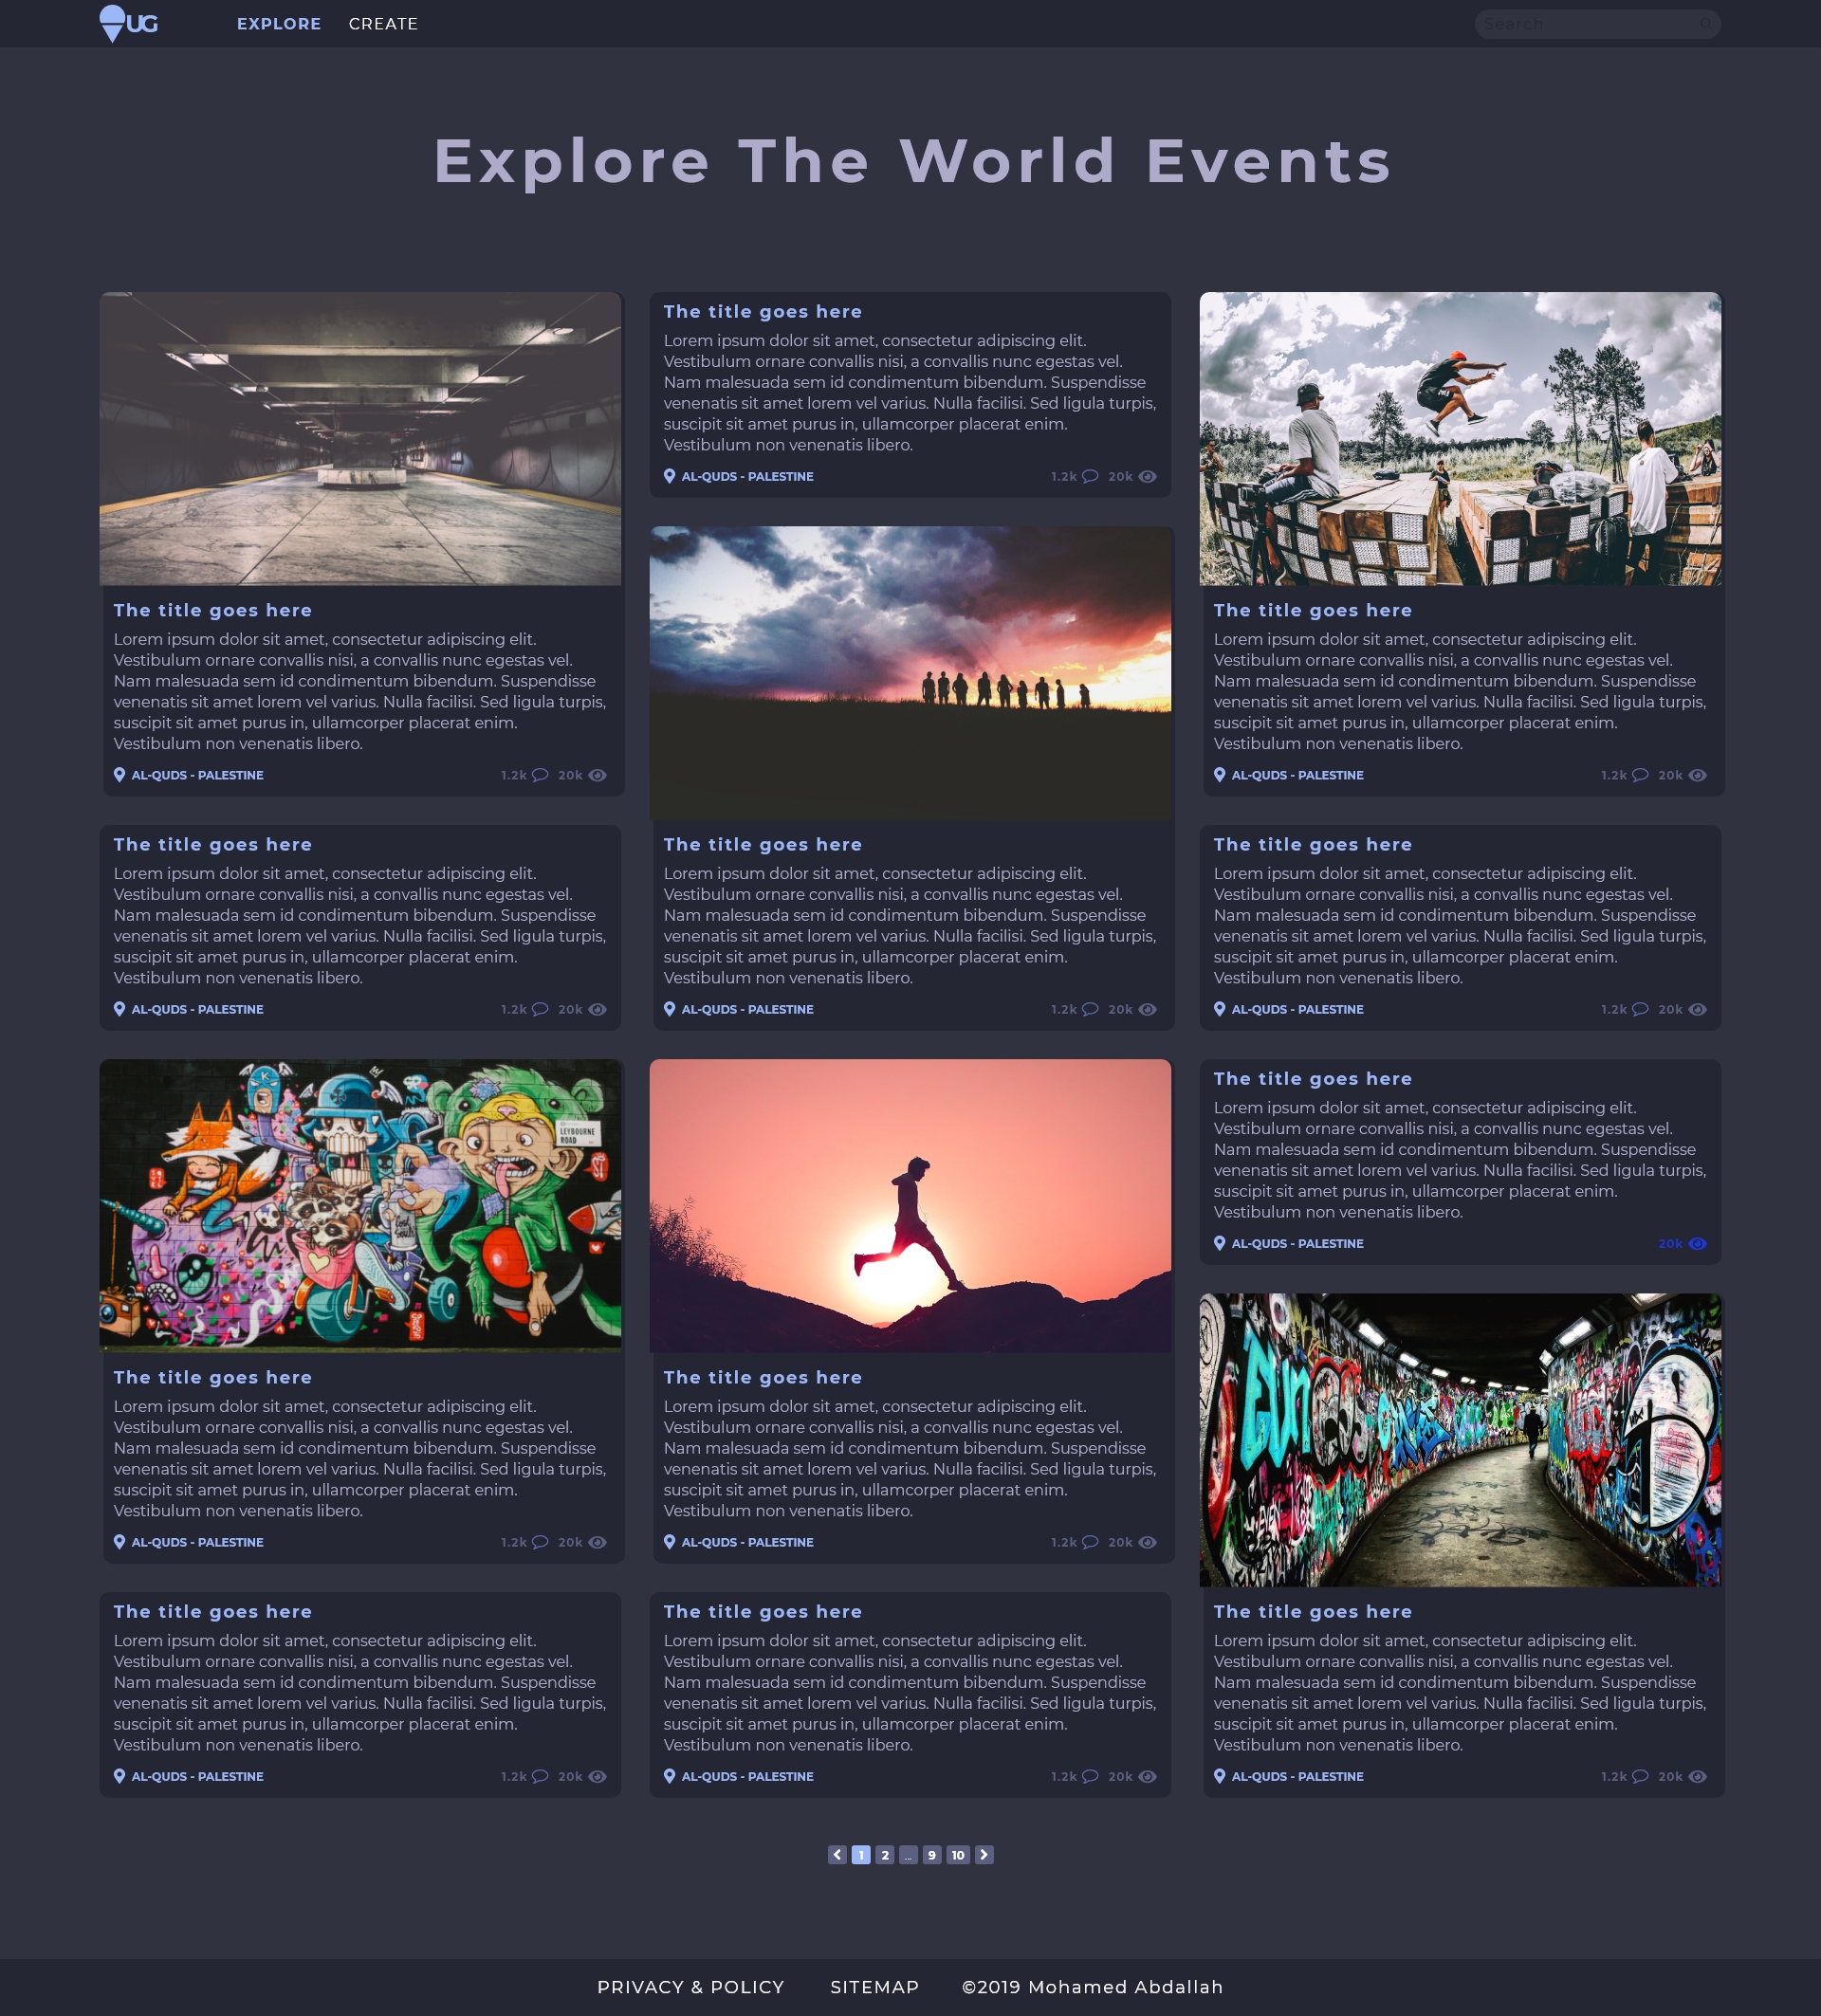 UG
EXPLORE
CREATE
Search
Explore The World Events
The title goes here
Lorem ipsum dolor sit amet, consectetur adipiscing elit.
Vestibulum ornare convallis nisi, a convallis nunc egestas vel.
Nam malesuada sem id condimentum bibendum. Suspendisse
venenatis sit amet lorem vel varius. Nulla facilisi. Sed ligula turpis,
suscipit sit amet purus in, ullamcorper placerat enim.
Vestibulum non venenatis libero.
AL-QUDS - PALESTINE
1.2k
20k
The title goes here
Lorem ipsum dolor sit amet, consectetur adipiscing elit.
Vestibulum ornare convallis nisi, a convallis nunc egestas vel.
Nam malesuada sem id condimentum bibendum. Suspendisse
venenatis sit amet lorem vel varius. Nulla facilisi. Sed ligula turpis,
suscipit sit amet purus in, ullamcorper placerat enim.
Vestibulum non venenatis libero.
AL-QUDS - PALESTINE
1.2k
20k
LEYBOURNE
ROAD
The title goes here
Lorem ipsum dolor sit amet, consectetur adipiscing elit.
Vestibulum ornare convallis nisi, a convallis nunc egestas vel.
Nam malesuada sem id condimentum bibendum. Suspendisse
venenatis sit amet lorem vel varius. Nulla facilisi. Sed ligula turpis,
suscipit sit amet purus in, ullamcorper placerat enim.
Vestibulum non venenatis libero.
AL-QUDS - PALESTINE
1.2k
20k
The title goes here
Lorem ipsum dolor sit amet, consectetur adipiscing elit.
Vestibulum ornare convallis nisi, a convallis nunc egestas vel.
Nam malesuada sem id condimentum bibendum. Suspendisse
venenatis sit amet lorem vel varius. Nulla facilisi. Sed ligula turpis,
suscipit sit amet purus in, ullamcorper placerat enim.
Vestibulum non venenatis libero.
AL-QUDS - PALESTINE
1.2k
20k
The title goes here
Lorem ipsum dolor sit amet, consectetur adipiscing elit.
Vestibulum ornare convallis nisi, a convallis nunc egestas vel.
Nam malesuada sem id condimentum bibendum. Suspendisse
venenatis sit amet lorem vel varius. Nulla facilisi. Sed ligula turpis,
suscipit sit amet purus in, ullamcorper placerat enim.
Vestibulum non venenatis libero.
AL-QUDS - PALESTINE
1.2k
20k
The title goes here
Lorem ipsum dolor sit amet, consectetur adipiscing elit.
Vestibulum ornare convallis nisi, a convallis nunc egestas vel.
Nam malesuada sem id condimentum bibendum. Suspendisse
venenatis sit amet lorem vel varius. Nulla facilisi. Sed ligula turpis,
suscipit sit amet purus in, ullamcorper placerat enim.
Vestibulum non venenatis libero.
AL-QUDS - PALESTINE
1.2k
20k
The title goes here
Lorem ipsum dolor sit amet, consectetur adipiscing elit.
Vestibulum ornare convallis nisi, a convallis nunc egestas vel.
Nam malesuada sem id condimentum bibendum. Suspendisse
venenatis sit amet lorem vel varius. Nulla facilisi. Sed ligula turpis,
suscipit sit amet purus in, ullamcorper placerat enim.
Vestibulum non venenatis libero.
AL-QUDS - PALESTINE
1.2k
20k
The title goes here
Lorem ipsum dolor sit amet, consectetur adipiscing elit.
Vestibulum ornare convallis nisi, a convallis nunc egestas vel.
Nam malesuada sem id condimentum bibendum. Suspendisse
venenatis sit amet lorem vel varius. Nulla facilisi. Sed ligula turpis,
suscipit sit amet purus in, ullamcorper placerat enim.
Vestibulum non venenatis libero.
AL-QUDS - PALESTINE
1.2k
20k
The title goes here
Lorem ipsum dolor sit amet, consectetur adipiscing elit.
Vestibulum ornare convallis nisi, a convallis nunc egestas vel.
Nam malesuada sem id condimentum bibendum. Suspendisse
venenatis sit amet lorem vel varius. Nulla facilisi. Sed ligula turpis,
suscipit sit amet purus in, ullamcorper placerat enim.
Vestibulum non venenatis libero.
AL-QUDS - PALESTINE
1.2k
20k
The title goes here
Lorem ipsum dolor sit amet, consectetur adipiscing elit.
Vestibulum ornare convallis nisi, a convallis nunc egestas vel.
Nam malesuada sem id condimentum bibendum. Suspendisse
venenatis sit amet lorem vel varius. Nulla facilisi. Sed ligula turpis,
suscipit sit amet purus in, ullamcorper placerat enim.
Vestibulum non venenatis libero.
AL-QUDS - PALESTINE
1.2k
20k
The title goes here
Lorem ipsum dolor sit amet, consectetur adipiscing elit.
Vestibulum ornare convallis nisi, a convallis nunc egestas vel.
Nam malesuada sem id condimentum bibendum. Suspendisse
venenatis sit amet lorem vel varius. Nulla facilisi. Sed ligula turpis,
suscipit sit amet purus in, ullamcorper placerat enim.
Vestibulum non venenatis libero.
AL-QUDS - PALESTINE
20k
The title goes here
Lorem ipsum dolor sit amet, consectetur adipiscing elit.
Vestibulum ornare convallis nisi, a convallis nunc egestas vel.
Nam malesuada sem id condimentum bibendum. Suspendisse
venenatis sit amet lorem vel varius. Nulla facilisi. Sed ligula turpis,
suscipit sit amet purus in, ullamcorper placerat enim.
Vestibulum non venenatis libero.
AL-QUDS - PALESTINE
1.2k
20k
1 2 ... 9 10
PRIVACY & POLICY
SITEMAP
©2019 Mohamed Abdallah